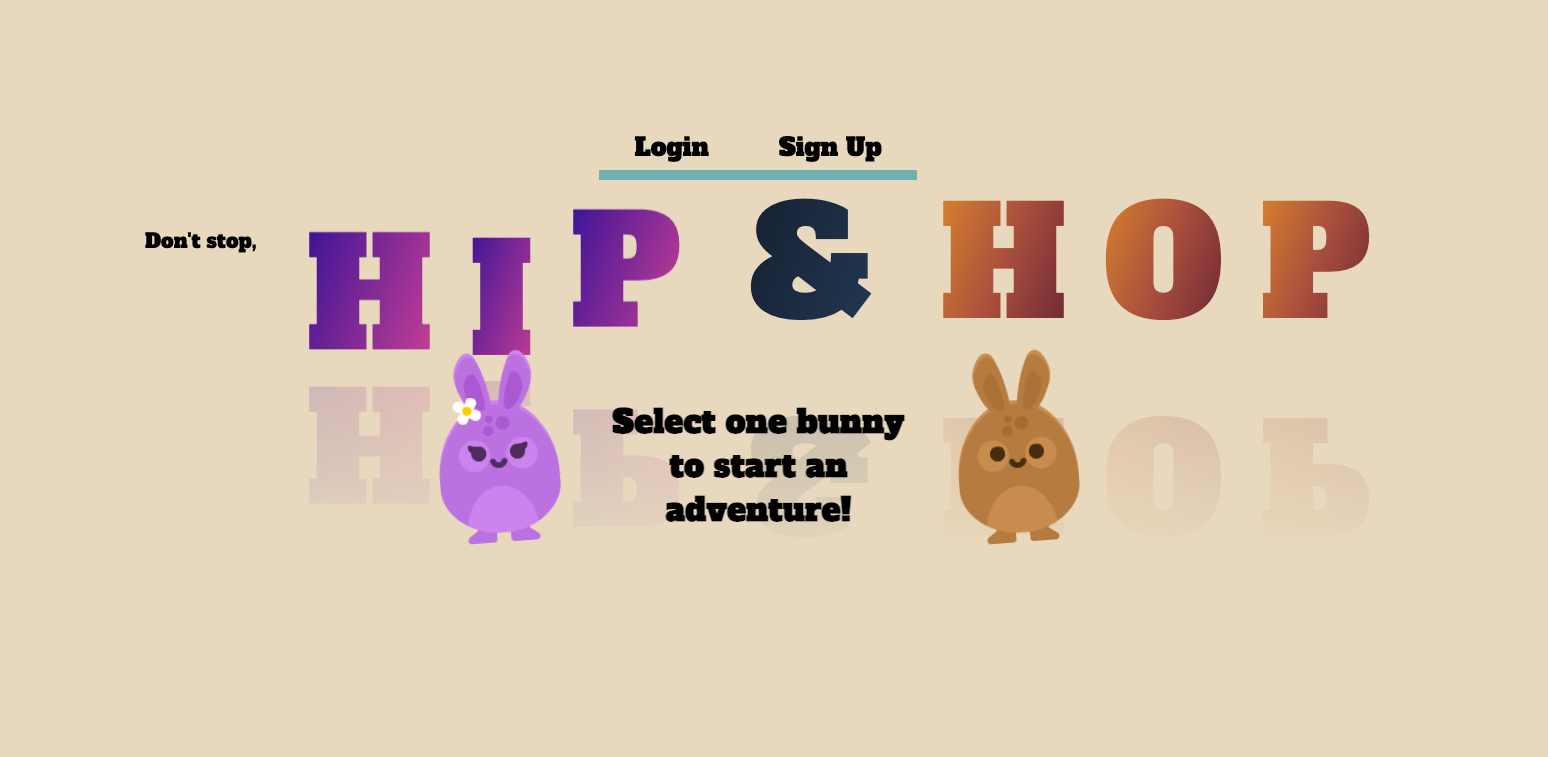 Login Sign Up
Don't stop,
HIP & HOP
Select one bunny
to start an
adventure!